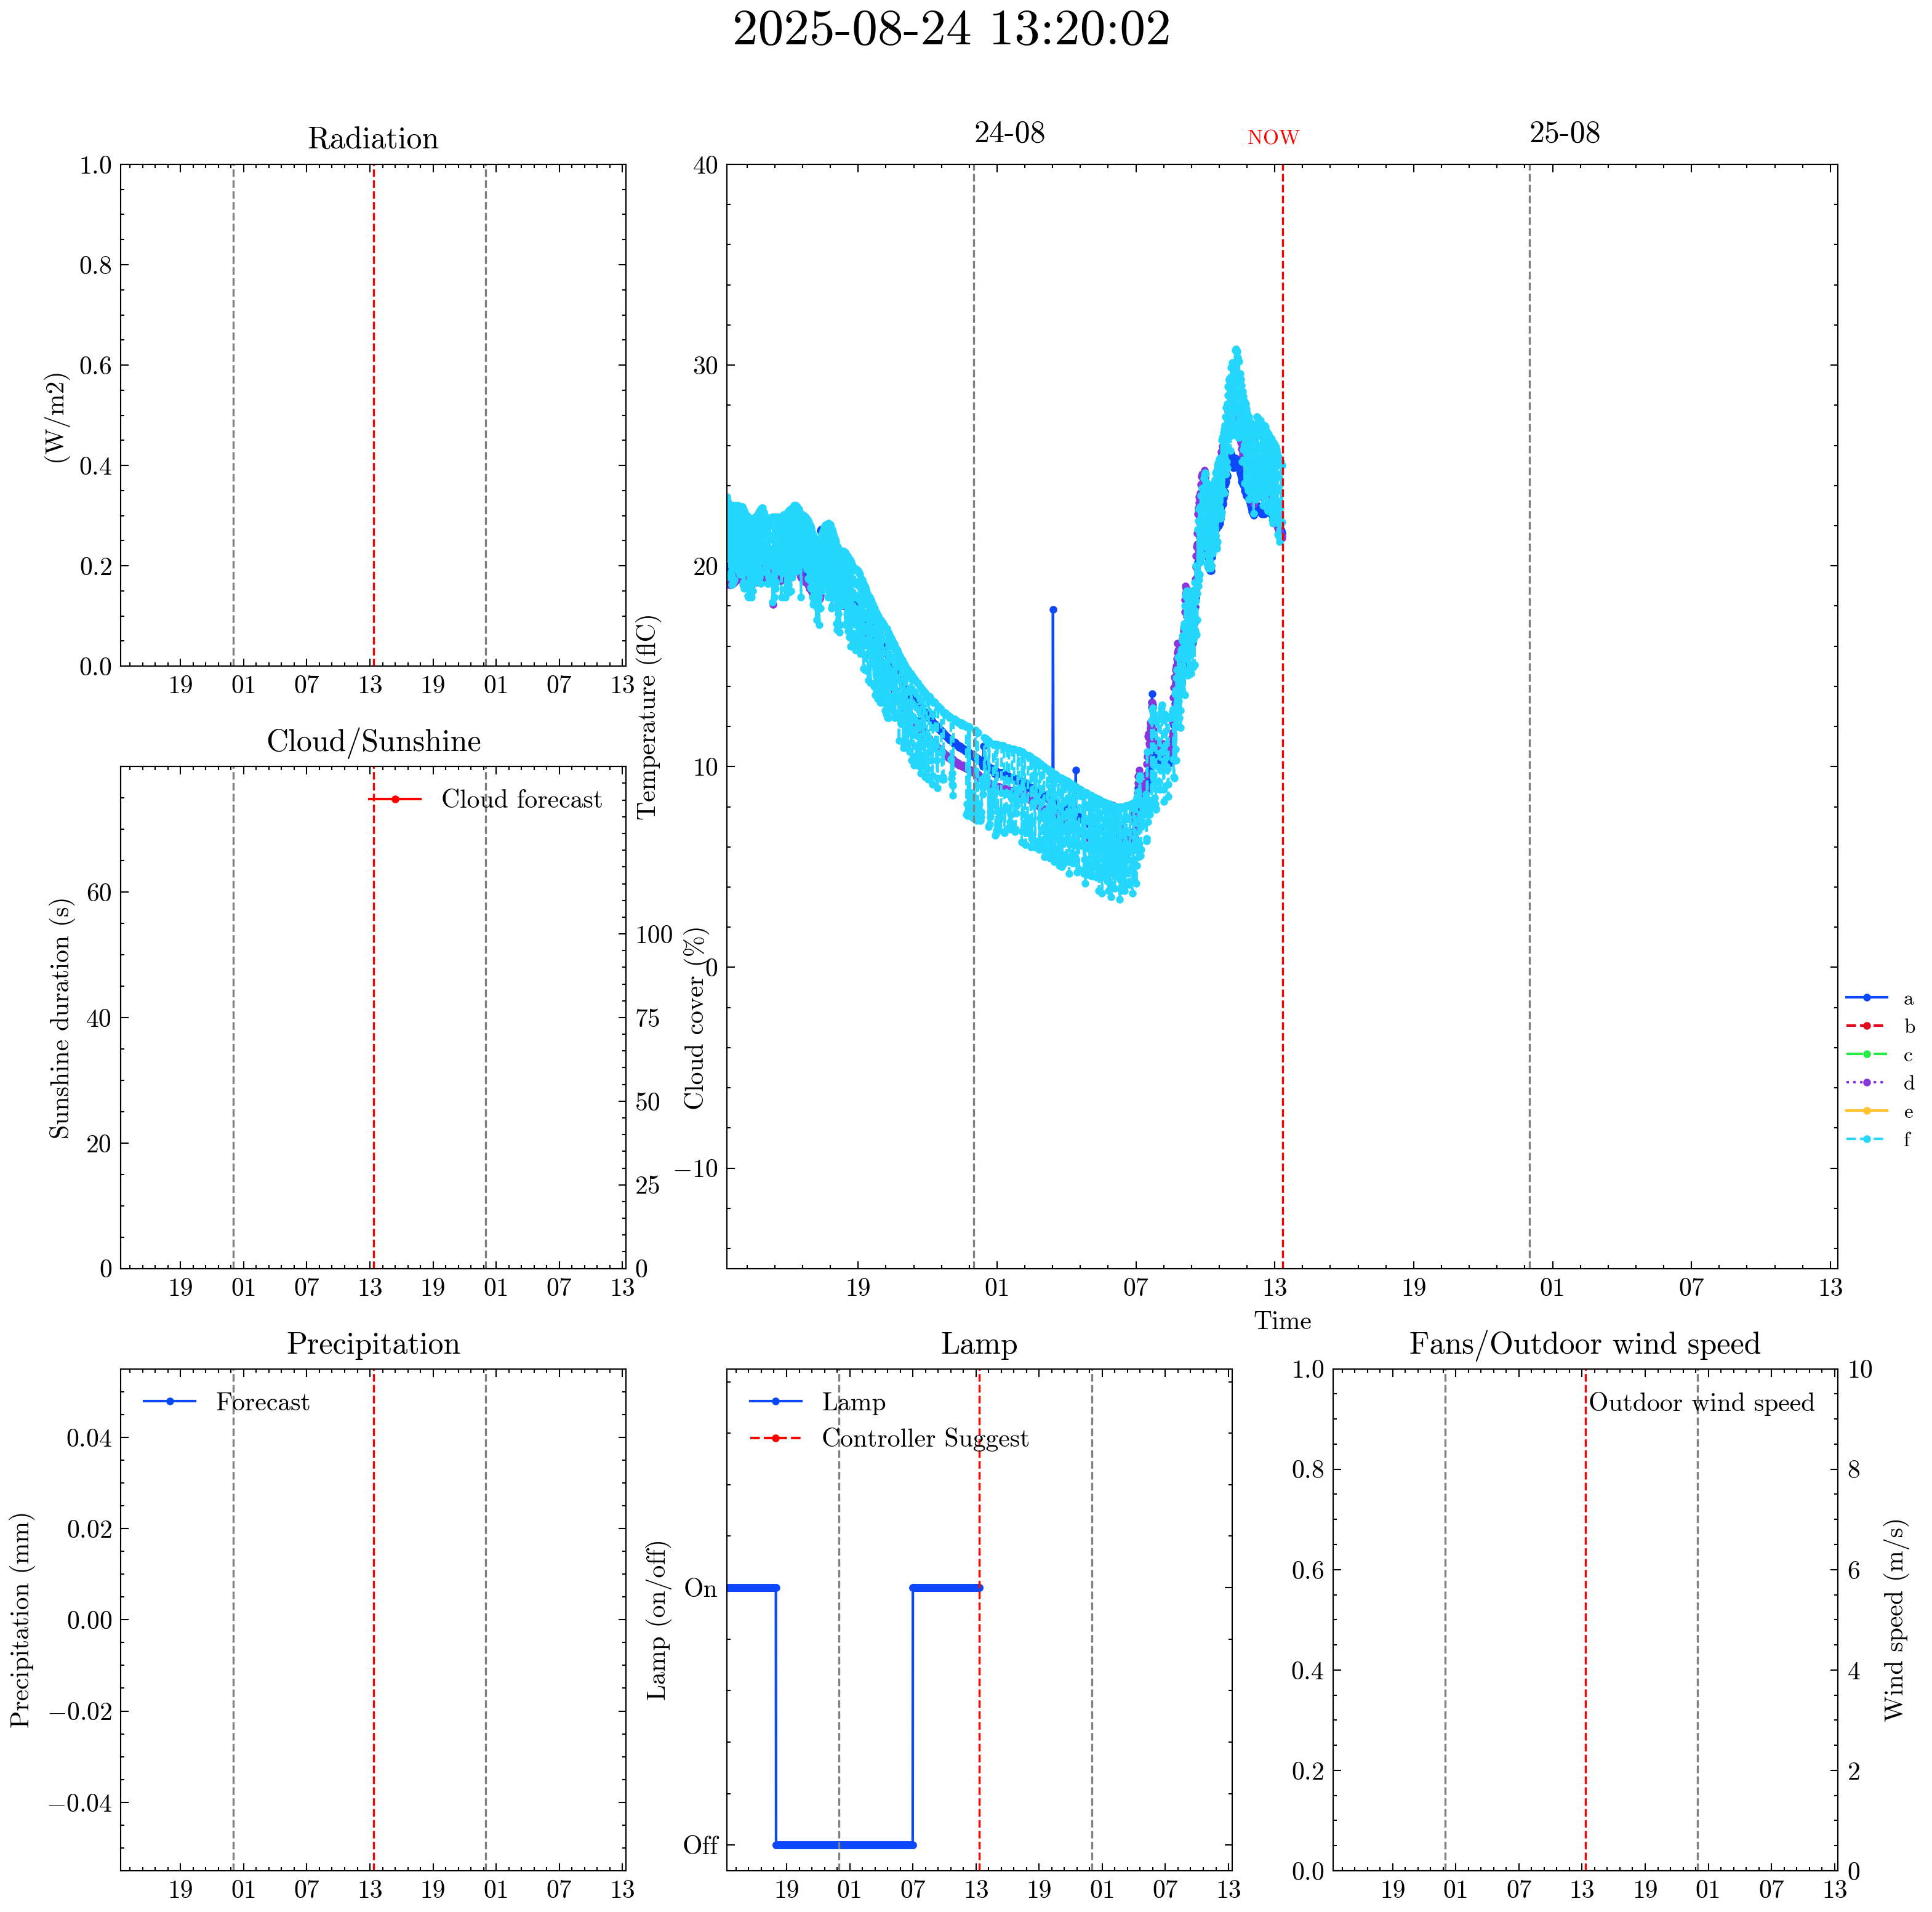 2025-08-24 13:20:02
Radiation
1.0
0.8
0.6
0.4
0.2
0.0
(W/m2)
19 01 07 13 19 01 07 13
24-08 NOW 25-08
40
30
20
10
0
−10
Temperature (flC)
19 01 07 13 19 01 07 13
Time
a
b
c
d
e
f
Cloud/Sunshine
Cloud forecast
60
40
20
0
Sunshine duration (s)
100
75
50
25
0
Cloud cover (%)
19 01 07 13 19 01 07 13
Precipitation
Forecast
0.04
0.02
0.00
−0.02
−0.04
Precipitation (mm)
19 01 07 13 19 01 07 13
Lamp
Lamp
Controller Suggest
On
Off
Lamp (on/off)
19 01 07 13 19 01 07 13
Fans/Outdoor wind speed
Outdoor wind speed
1.0
0.8
0.6
0.4
0.2
0.0
10
8
6
4
2
0
Wind speed (m/s)
19 01 07 13 19 01 07 13